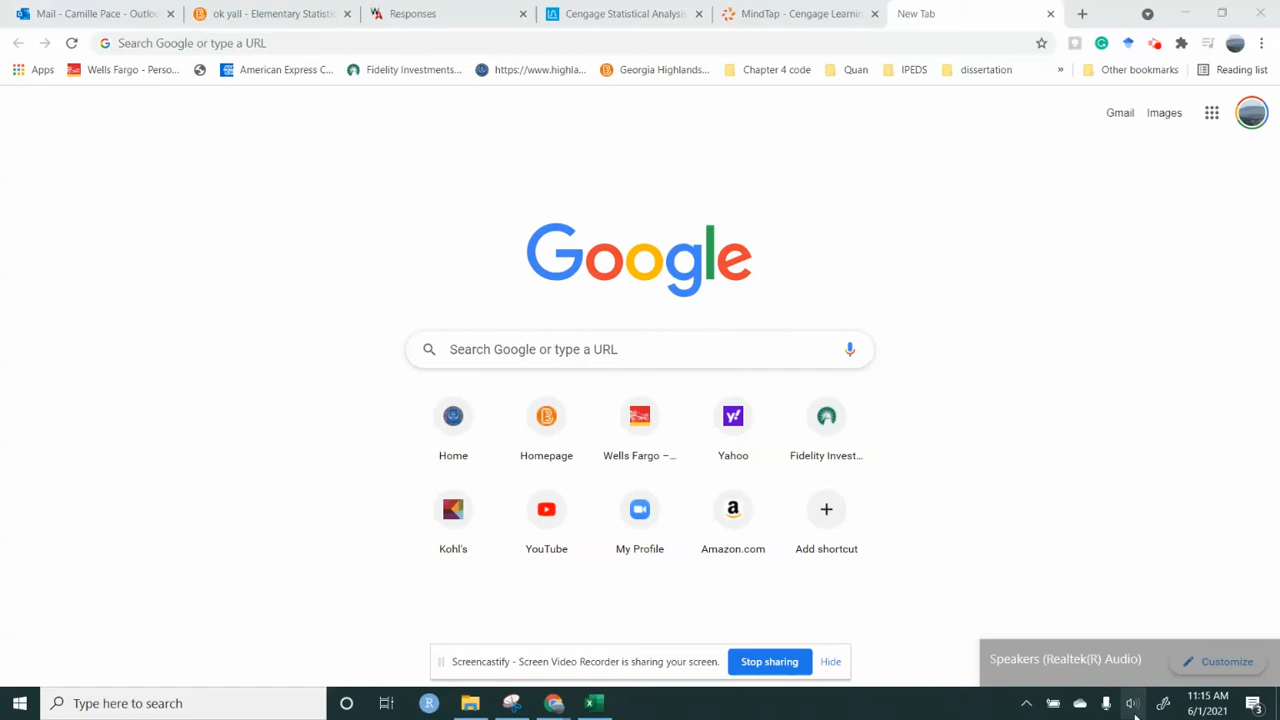 Mail - Camille Pace - Outloo
ok yall - Elementary Statistic
Responses
Cengage Statistical Analysis
MindTap - Cengage Learnin
New Tab
Search Google or type a URL
Apps
Wells Fargo - Perso...
American Express C...
Fidelity Investments...
https://www.highla...
Georgia Highlands...
Chapter 4 code
Quan
IPEDS
dissertation
»
Other bookmarks
Reading list
Gmail
Images
Google
Search Google or type a URL
Home
Homepage
Wells Fargo –...
Yahoo
Fidelity Invest...
Kohl's
YouTube
My Profile
Amazon.com
Add shortcut
Screencastify - Screen Video Recorder is sharing your screen.
Stop sharing
Hide
Speakers (Realtek(R) Audio)
Customize
Type here to search
11:15 AM
6/1/2021
3